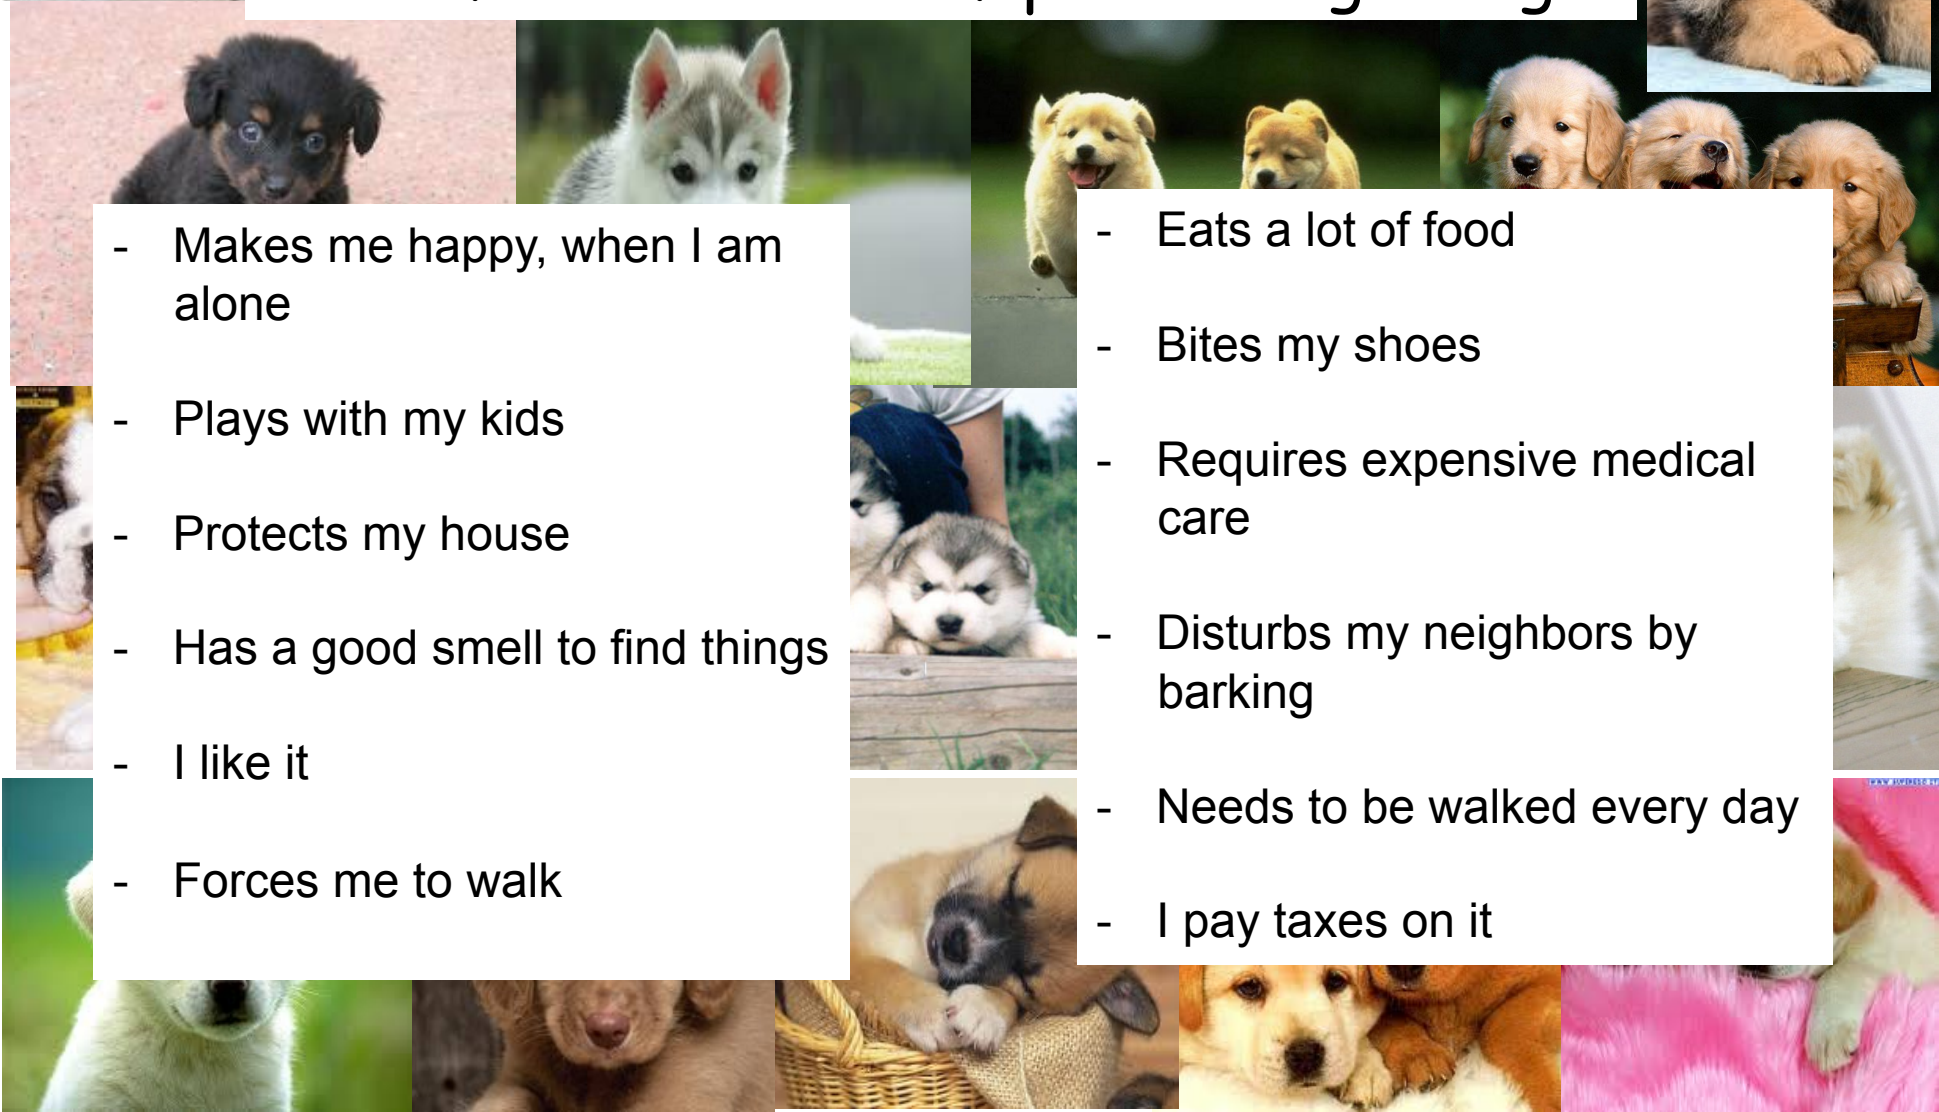 - Makes me happy, when I am
alone
- Plays with my kids
- Protects my house
- Has a good smell to find things
- I like it
- Forces me to walk
- Eats a lot of food
- Bites my shoes
- Requires expensive medical
care
- Disturbs my neighbors by
barking
- Needs to be walked every day
- I pay taxes on it